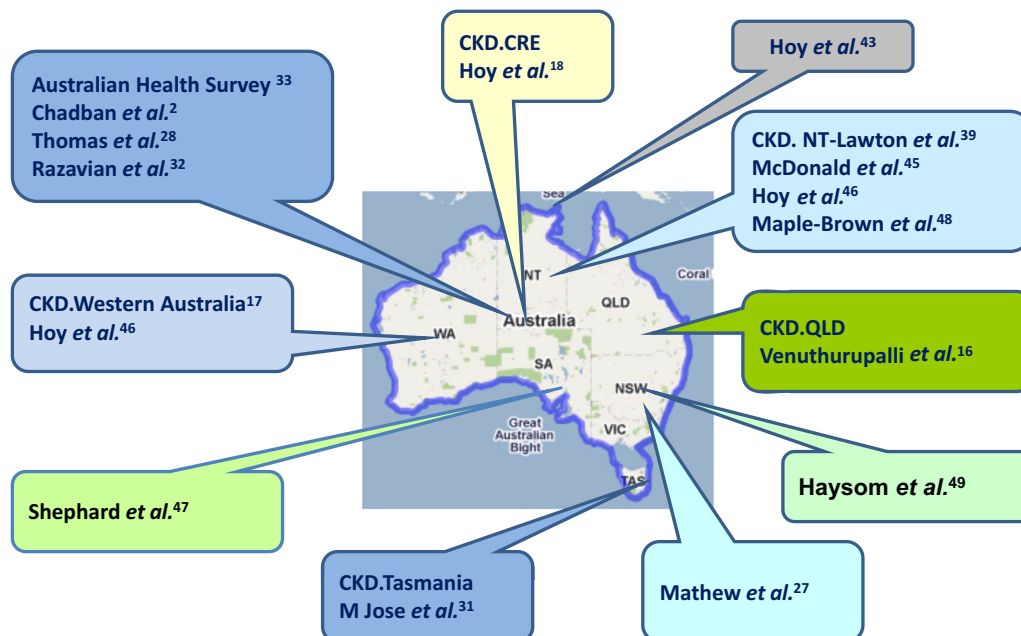 CKD.CRE
Hoy et al.18
Hoy et al.43
Australian Health Survey 33
Chadban et al.2
Thomas et al.28
Razavian et al.32
CKD. NT-Lawton et al.39
McDonald et al.45
Hoy et al.46
Maple-Brown et al.48
Sea
NT
Coral
QLD
CKD.Western Australia17
Hoy et al.46
Australia
WA
CKD.QLD
Venuthurupalli et al.16
SA
NSW
Great
Australian
Bight
VIC
TAS
Shephard et al.47
Haysom et al.49
CKD.Tasmania
M Jose et al.31
Mathew et al.27